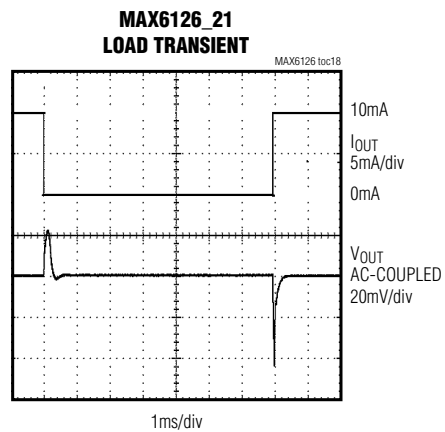 MAX6126_21
LOAD TRANSIENT
MAX6126 toc18
10mA
IOUT
5mA/div
0mA
VOUT
AC-COUPLED
20mV/div
1ms/div